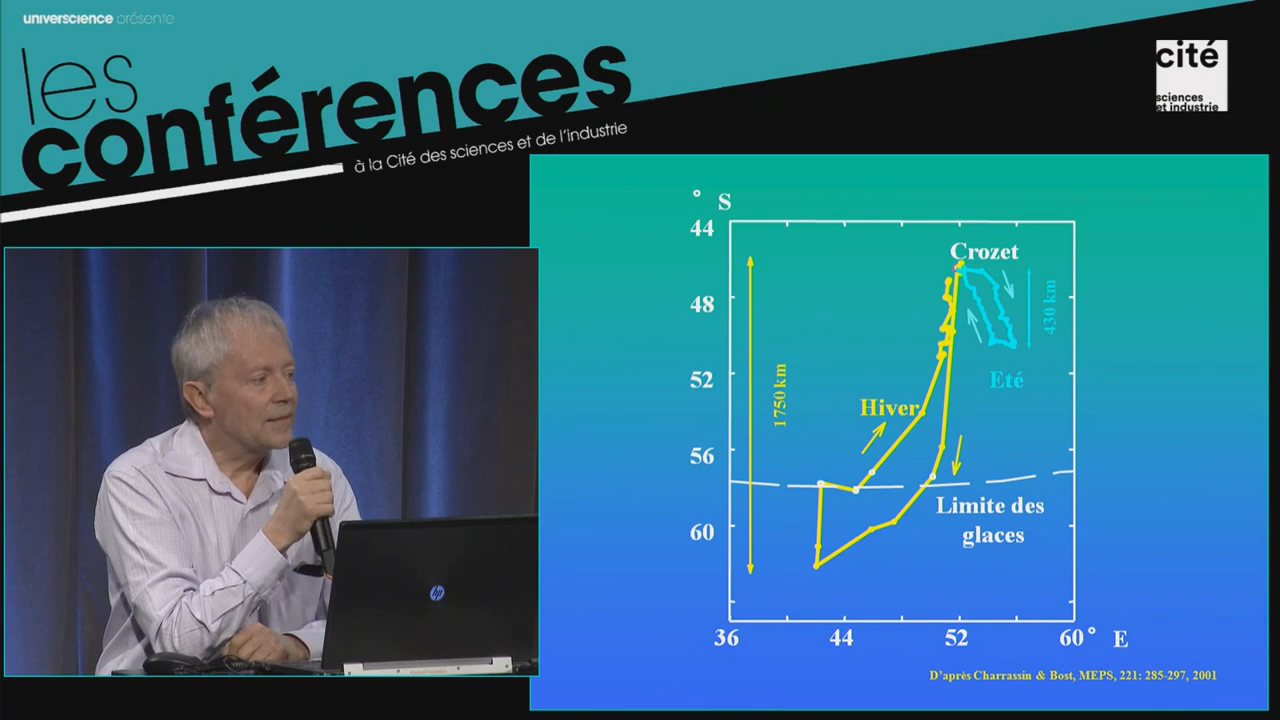 universcience présente
les
conférences
à la Cité des sciences et de l'industrie
cité
sciences
et industrie
° S
44
48
52
56
60
Crozet
430 km
Eté
1750 km
Hiver
Limite des
glaces
36
44
52
60° E
D'après Charrassin & Bost, MEPS, 221: 285-297, 2001
hp